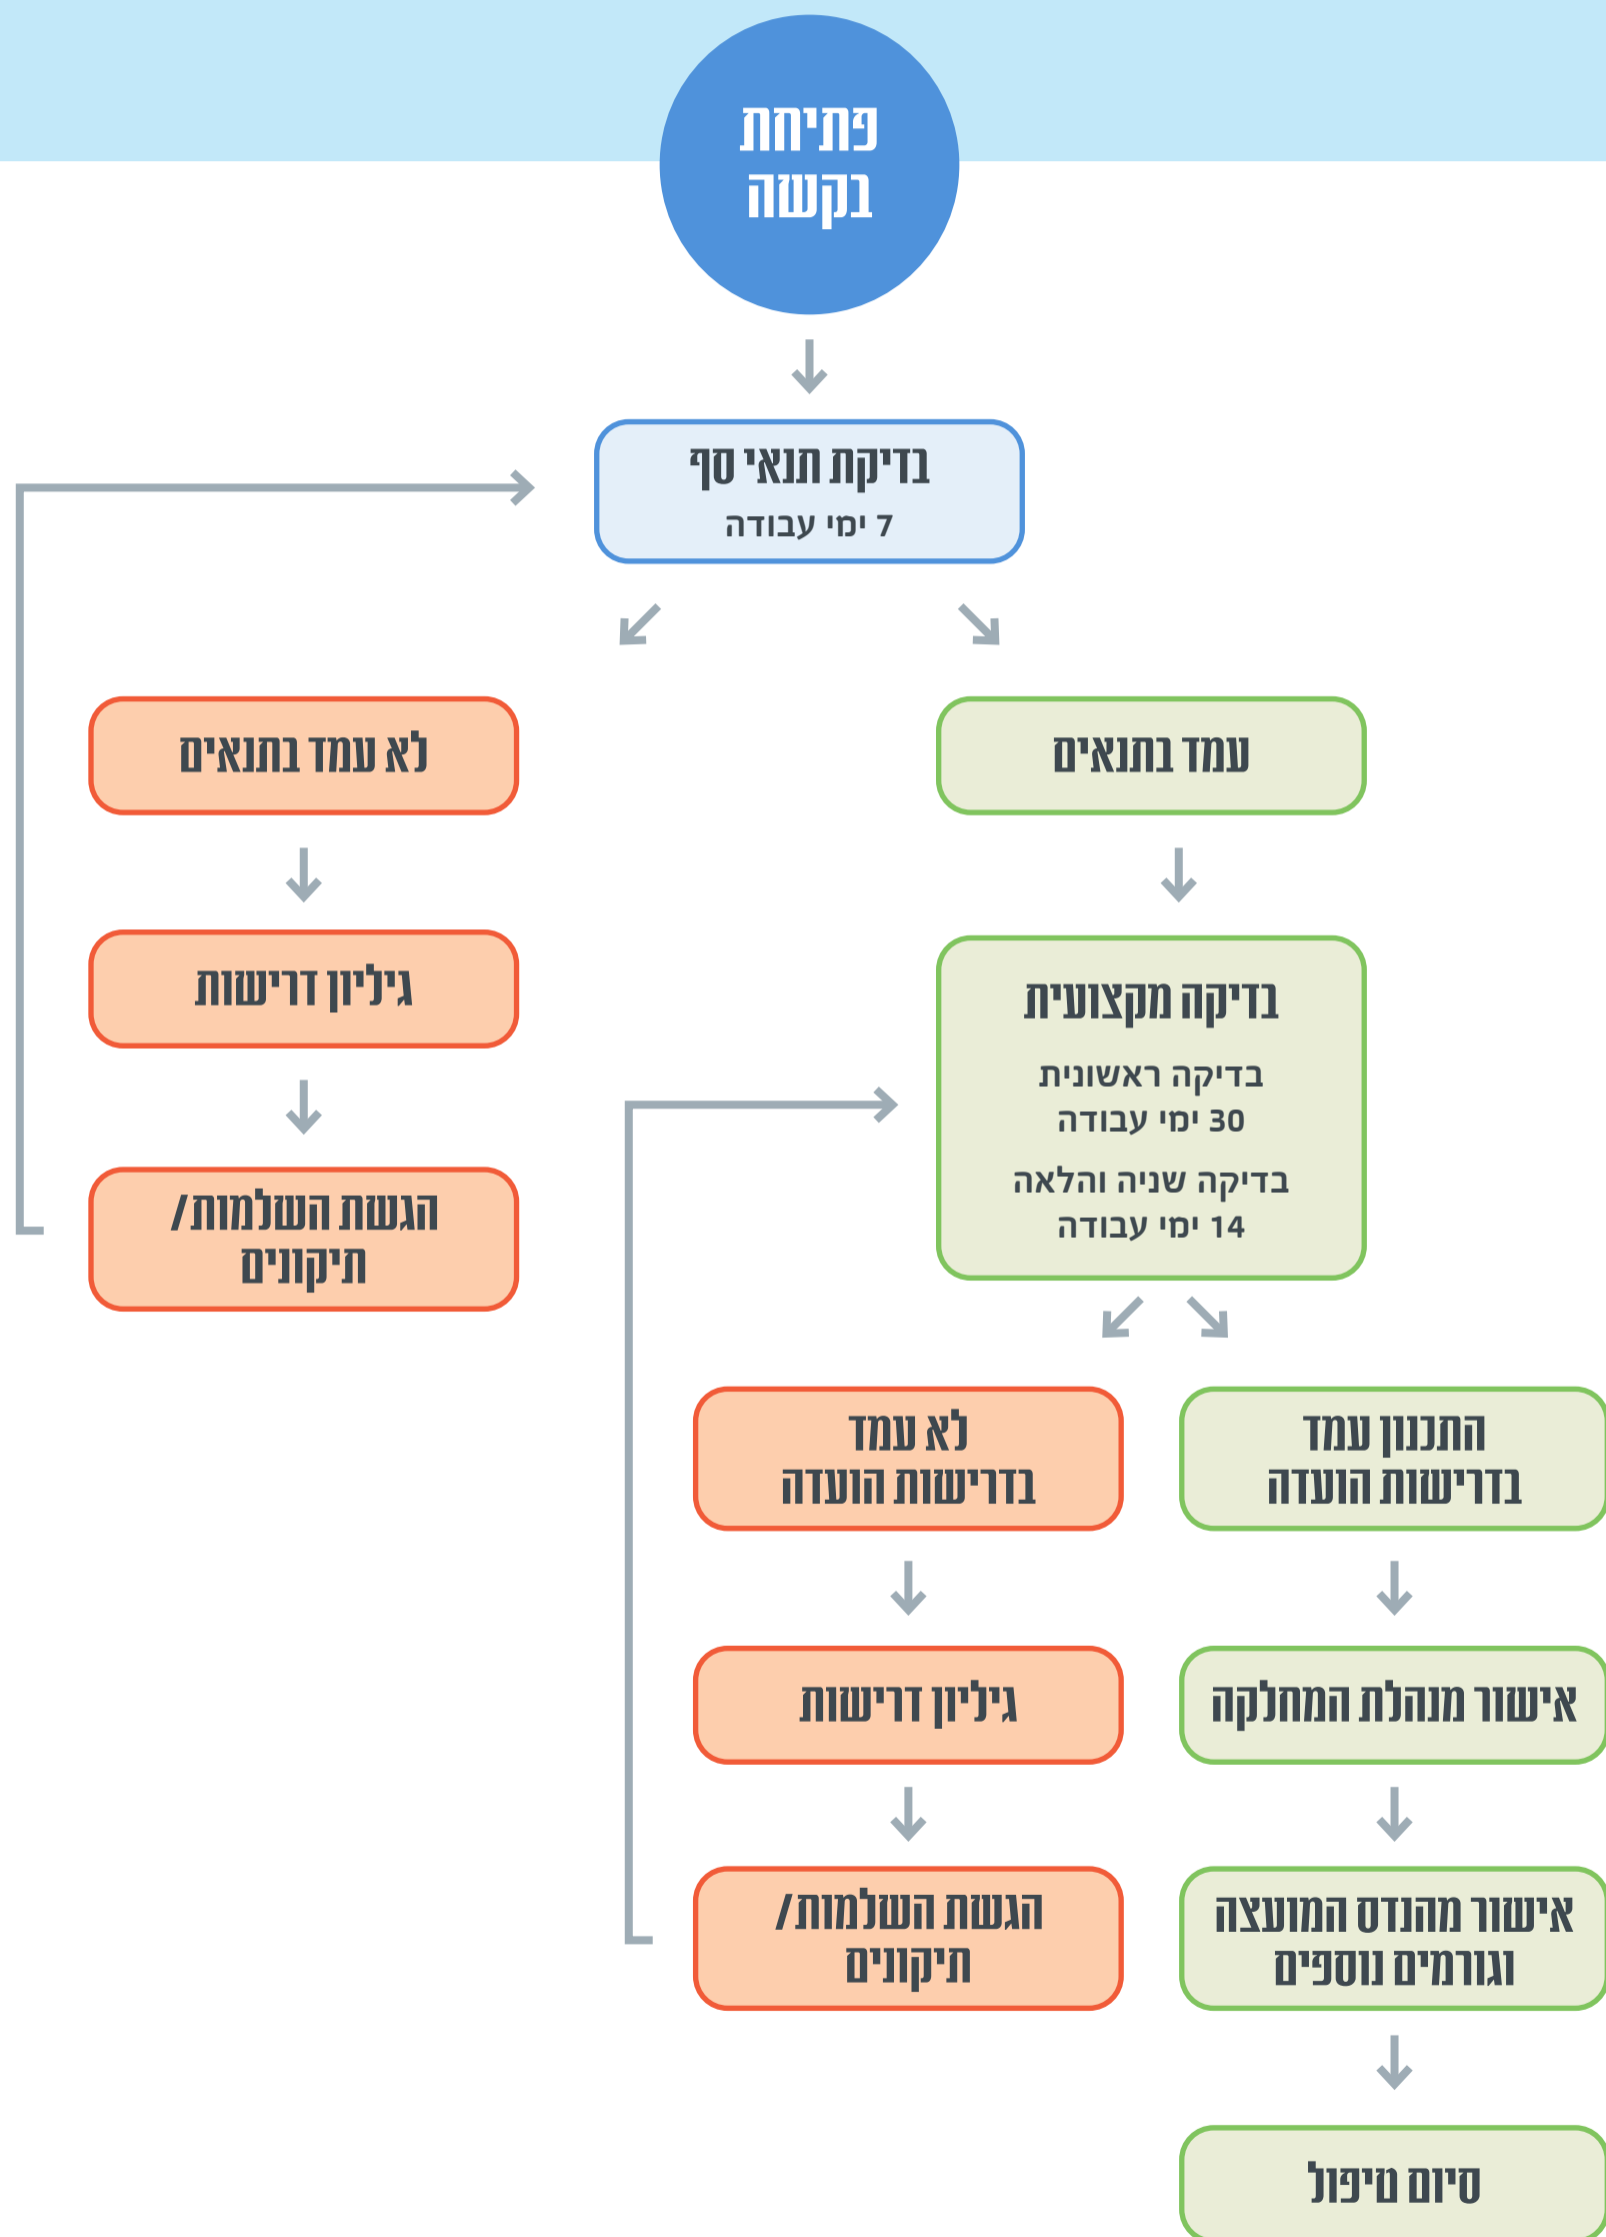 פתיחת
בקשה
בדיקת תנאי סף
7 ימי עבודה
עמד בתנאים
לא עמד בתנאים
גיליון דרישות
הגשת השלמות/
תיקונים
בדיקה מקצועית
בדיקה ראשונית
30 ימי עבודה
בדיקה שניה והלאה
14 ימי עבודה
התכנון עמד
בדרישות הועדה
לא עמד
בדרישות הועדה
אישור מנהלת המחלקה
גיליון דרישות
אישור מהנדס המועצה
וגורמים נוספים
הגשת השלמות/
תיקונים
סיום טיפול